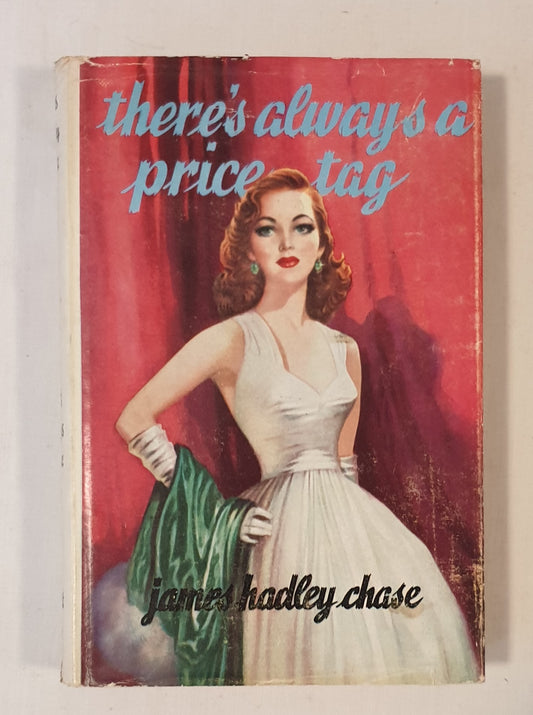 there's always a
price tag
james hadley chase